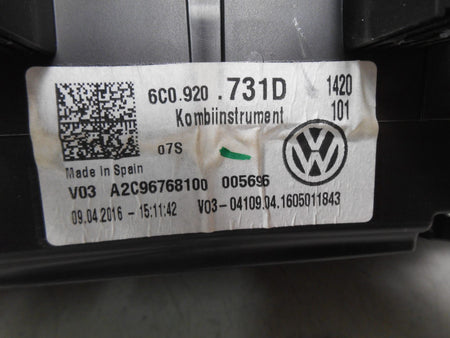 6C0.920 .731D 1420
Kombiinstrument 101
07S
Made in Spain
V03 A2C96768100 005696
09.04.2016 - 15:11:42 V03-04109.04.1605011843